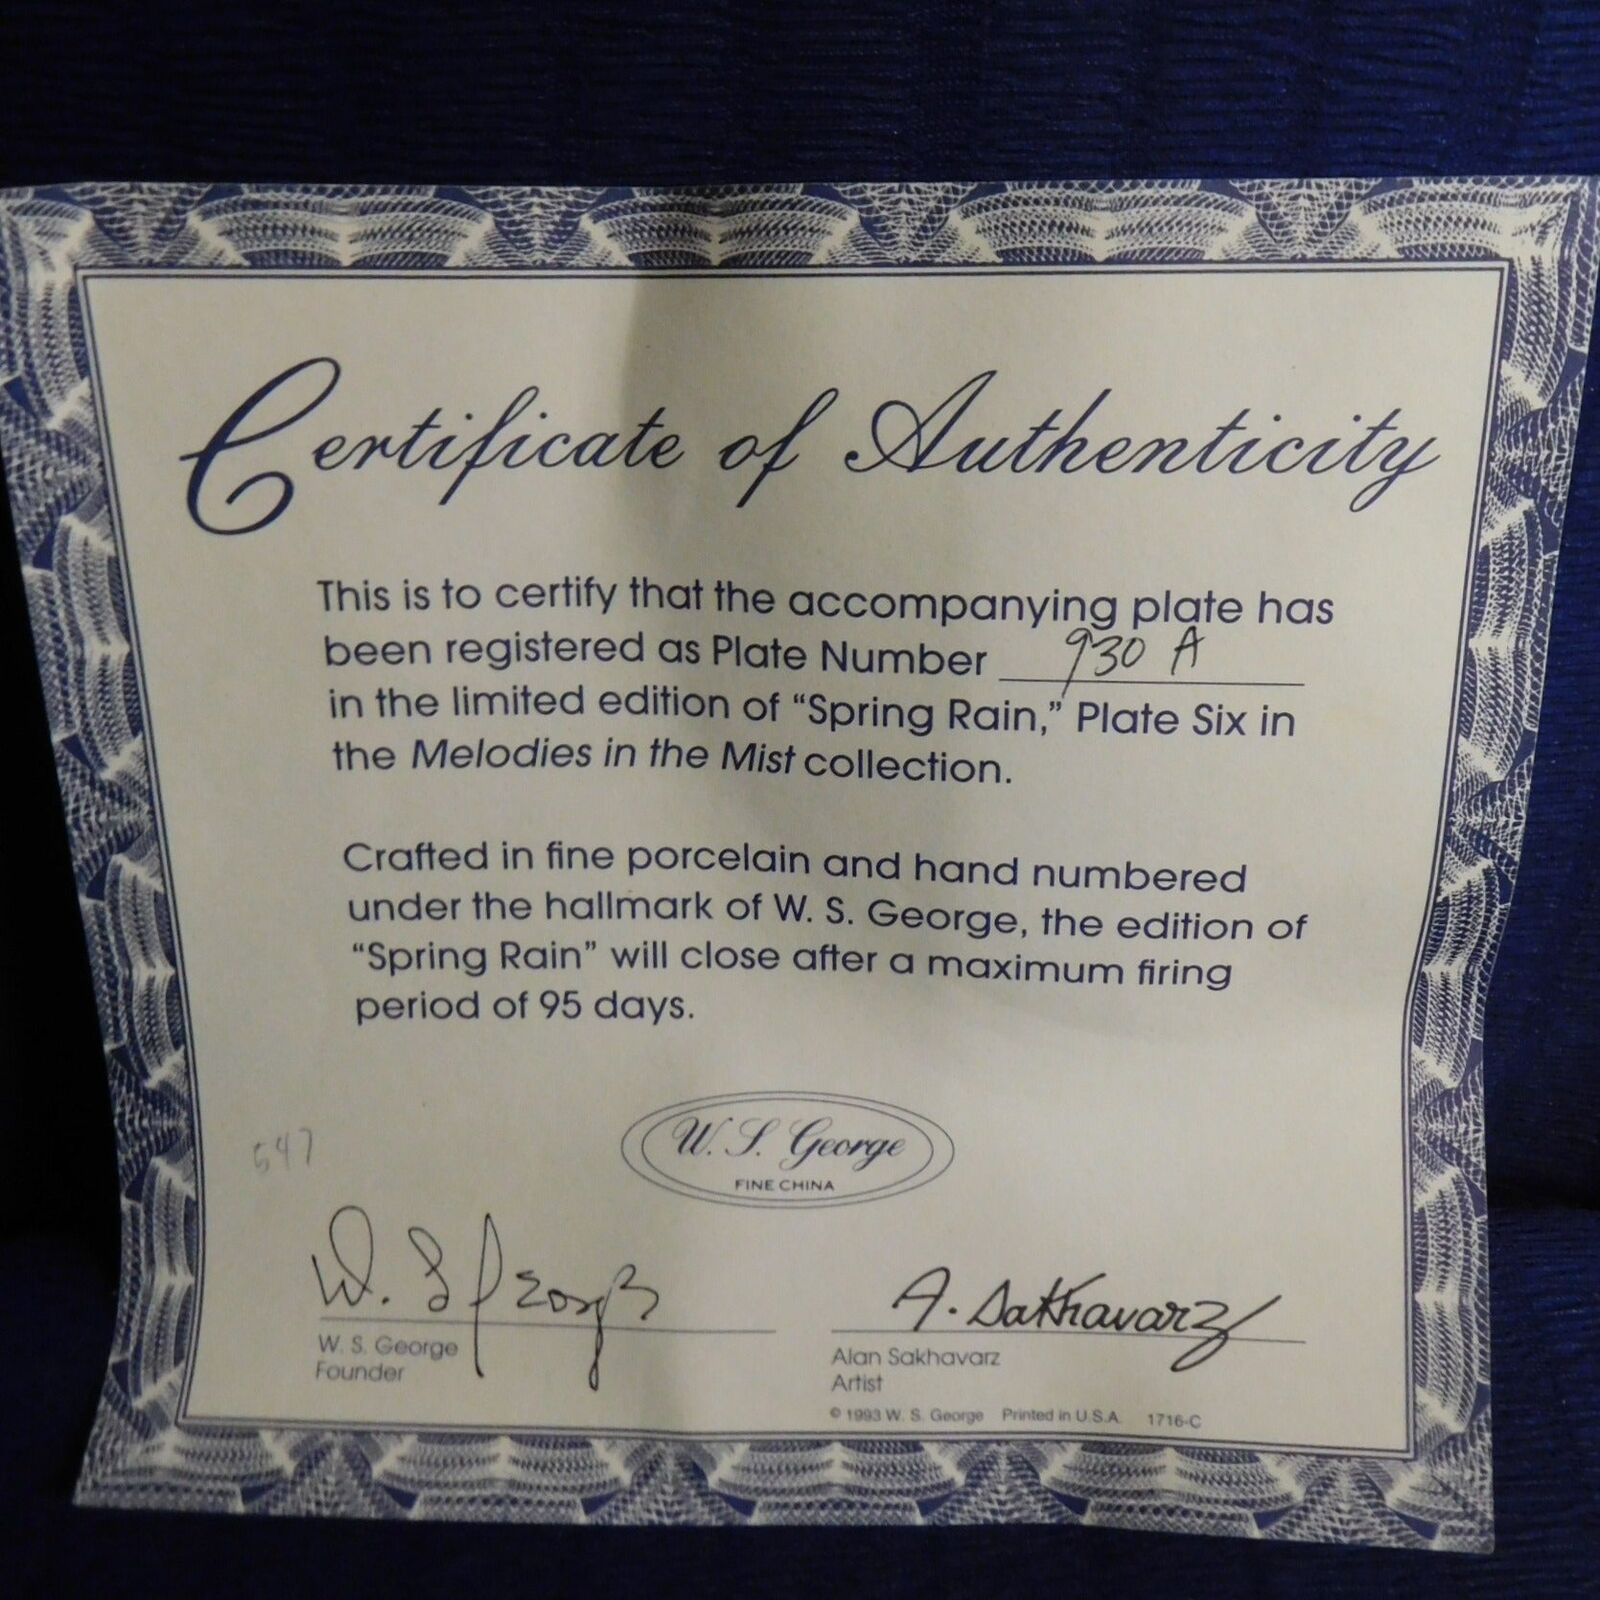 Certificate of Authenticity
This is to certify that the accompanying plate has
been registered as Plate Number 930 A
in the limited edition of “Spring Rain,” Plate Six in
the Melodies in the Mist collection.
Crafted in fine porcelain and hand numbered
under the hallmark of W. S. George, the edition of
“Spring Rain” will close after a maximum firing
period of 95 days.
547
W. S. George
FINE CHINA
W. S. George
A. Sakhavarz
W. S. George
Founder
Alan Sakhavarz
Artist
© 1993 W. S. George Printed in U.S.A. 1716-C